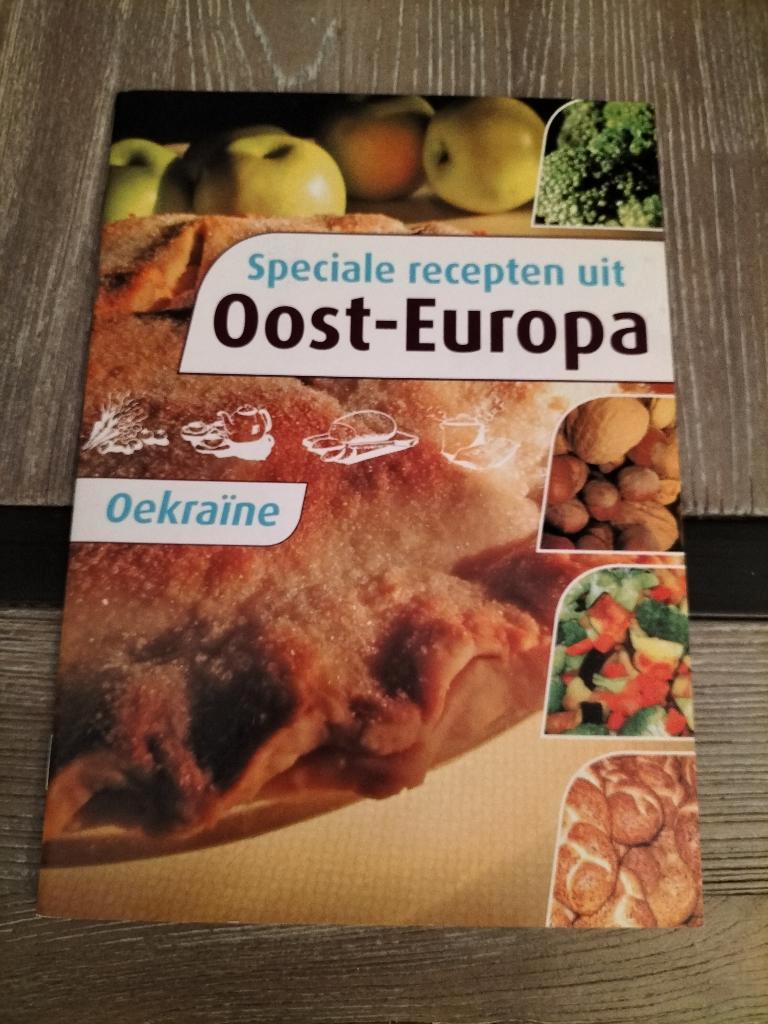 Speciale recepten uit
Oost-Europa
Oekraïne